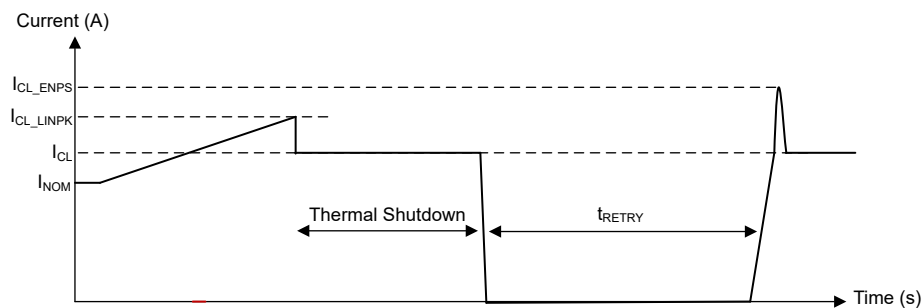 Current (A)
I_CL_ENPS
I_CL_LINPK
I_CL
I_NOM
Thermal Shutdown
t_RETRY
Time (s)